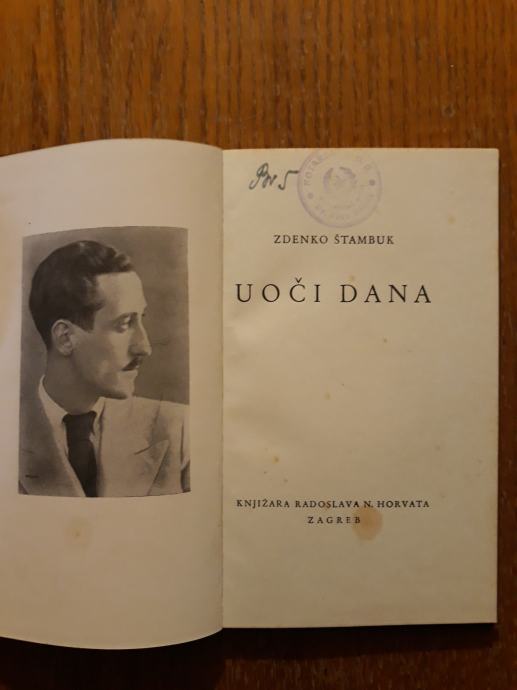 ZDENKO ŠTAMBUK
UOČI DANA
KNJIŽARA RADOSLAVA N. HORVATA
ZAGREB